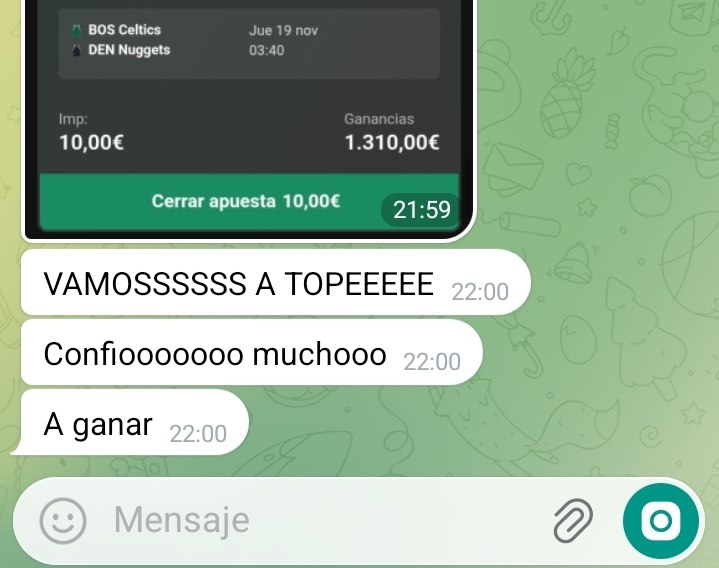 BOS Celtics
Jue 19 nov
DEN Nuggets
03:40
Imp:
Ganancias
10,00€
1.310,00€
Cerrar apuesta 10,00€
21:59
VAMOSSSSSS A TOPEEEEE 22:00
Confiooooooo muchooo 22:00
A ganar 22:00
Mensaje